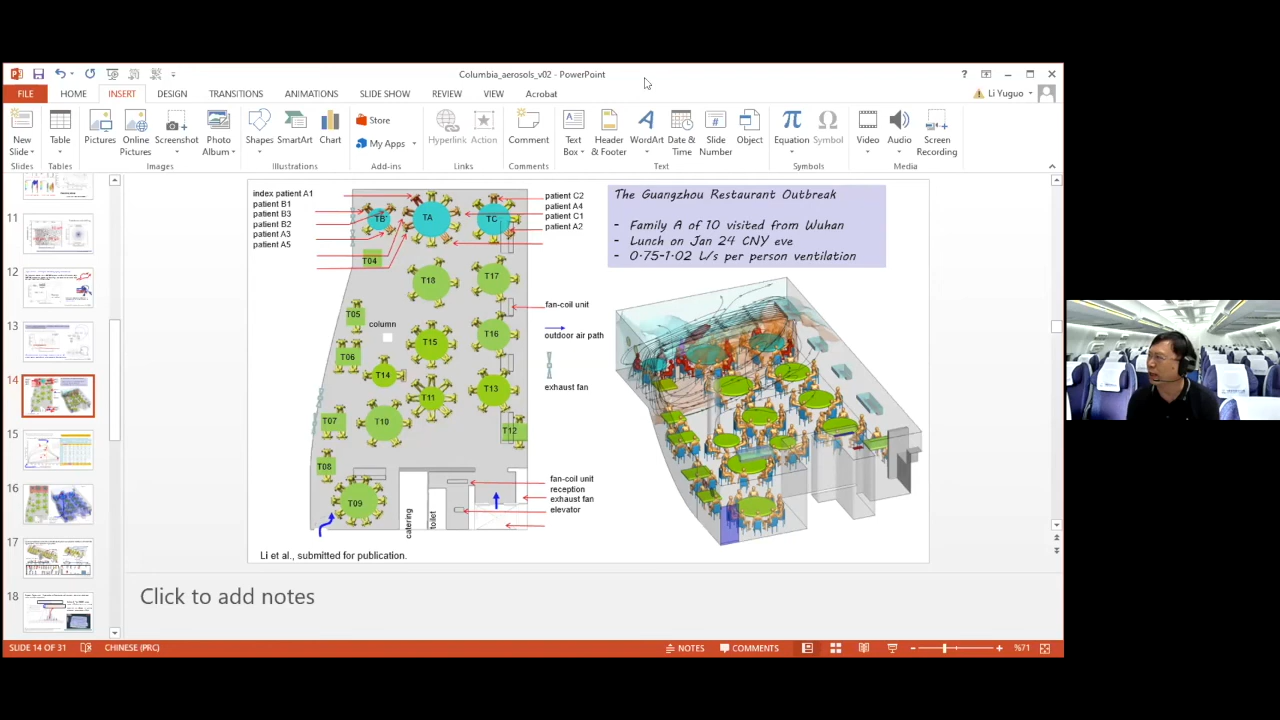 Columbia_aerosols_v02 - PowerPoint
FILE HOME INSERT DESIGN TRANSITIONS ANIMATIONS SLIDE SHOW REVIEW VIEW Acrobat
Li Yuguo
New Slide
Table
Pictures
Online Pictures
Screenshot
Photo Album
Shapes
SmartArt
Chart
Store
My Apps
Hyperlink
Action
Comment
Text Box
Header & Footer
WordArt
Date & Time
Slide Number
Object
Equation
Symbol
Video
Audio
Screen Recording
Slides Tables Images Illustrations Add-ins Links Comments Text Symbols Media
11
12
13
14
15
16
17
18
index patient A1
patient B1
patient B3
patient B2
patient A3
patient A5
patient C2
patient A4
patient C1
patient A2
TB TA TC
T04
T18
T17
T05
column
T06
T15
T16
T14
T11
T13
T07
T10
T12
T08
T09
fan-coil unit
outdoor air path
exhaust fan
fan-coil unit
reception
exhaust fan
elevator
catering
toilet
Li et al., submitted for publication.
The Guangzhou Restaurant Outbreak
- Family A of 10 visited from Wuhan
- Lunch on Jan 24 CNY eve
- 0.75-1.02 L/s per person ventilation
Click to add notes
SLIDE 14 OF 31 CHINESE (PRC) NOTES COMMENTS %71